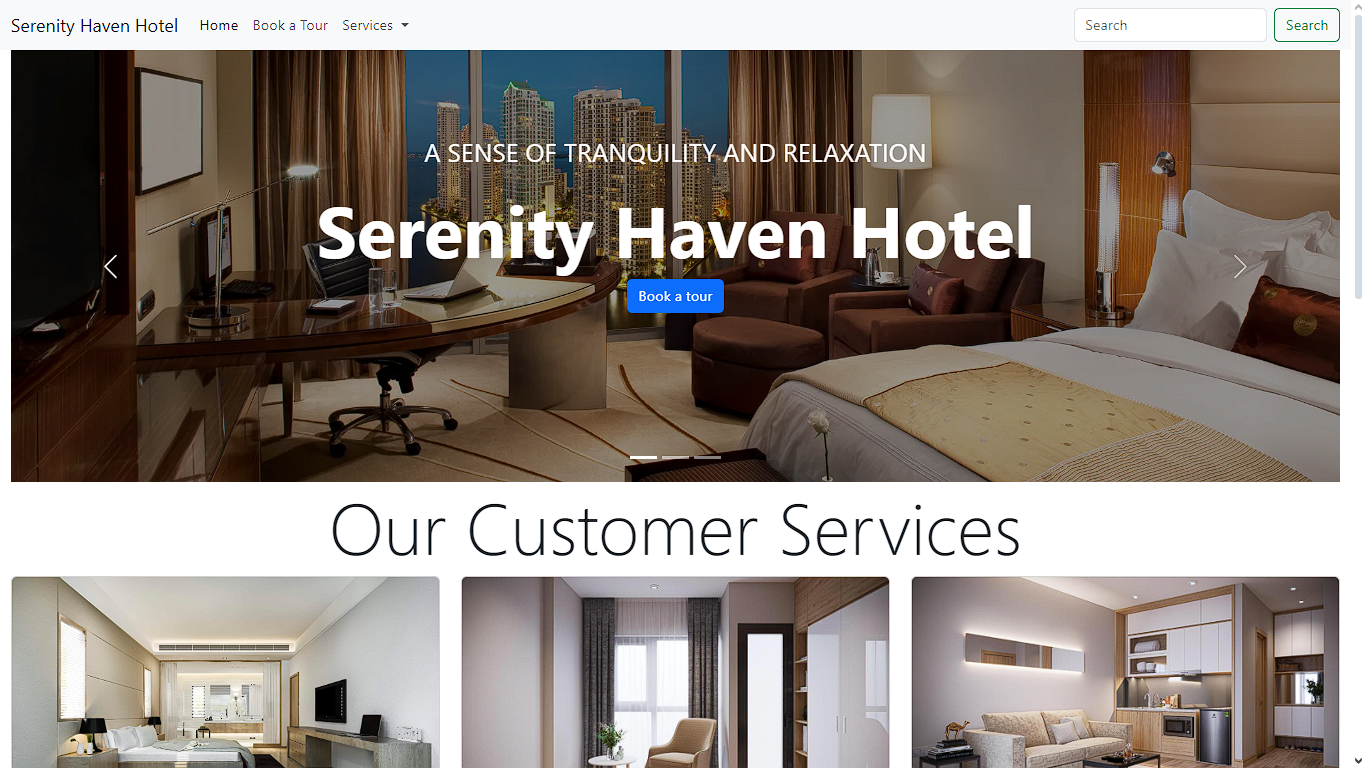 Serenity Haven Hotel Home Book a Tour Services Search Search
A SENSE OF TRANQUILITY AND RELAXATION
Serenity Haven Hotel
Book a tour
Our Customer Services